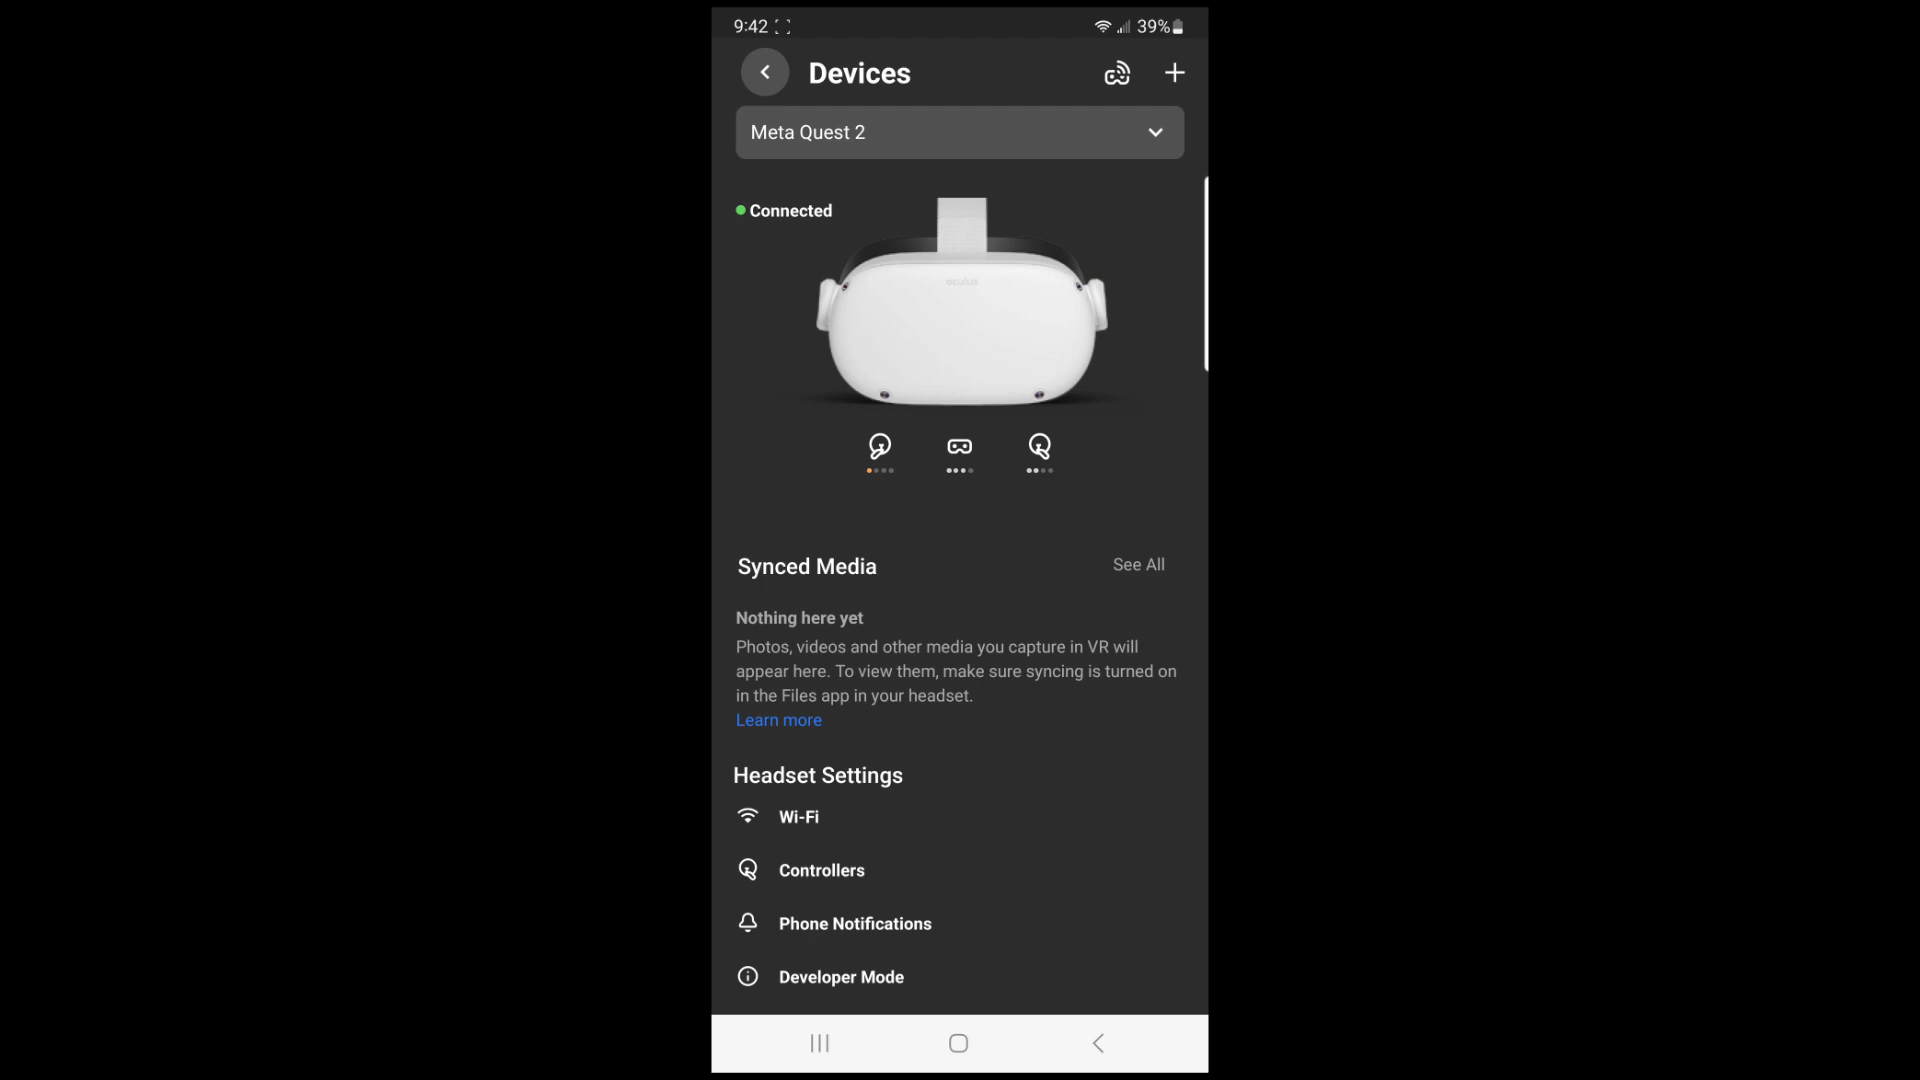 9:42
39%
Devices
Meta Quest 2
Connected
oculus
Synced Media
See All
Nothing here yet
Photos, videos and other media you capture in VR will
appear here. To view them, make sure syncing is turned on
in the Files app in your headset.
Learn more
Headset Settings
Wi-Fi
Controllers
Phone Notifications
Developer Mode